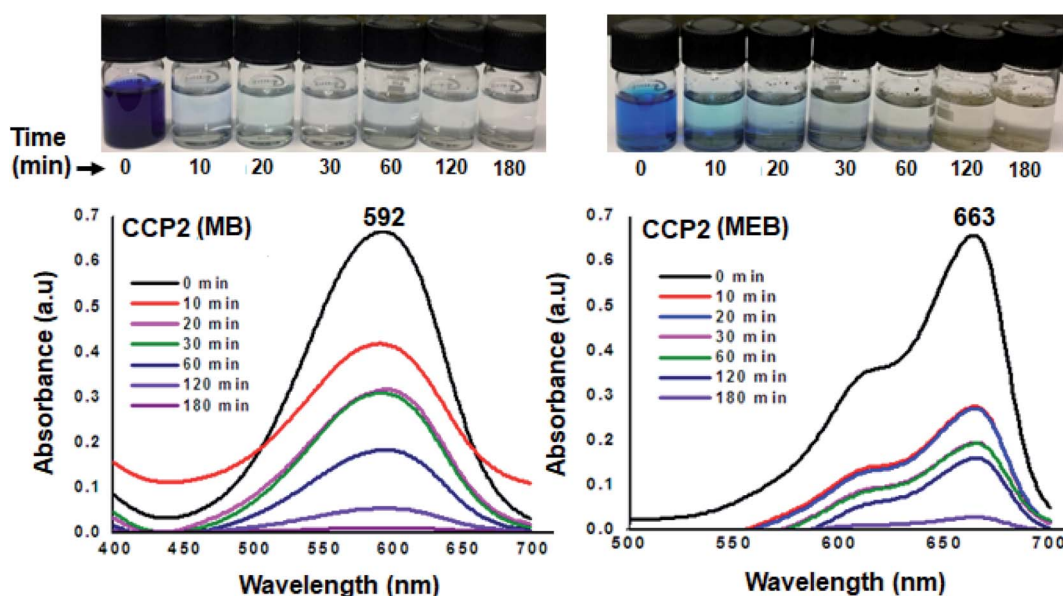 Time
(min)
0 10 20 30 60 120 180
0 10 20 30 60 120 180
CCP2 (MB)
592
0 min
10 min
20 min
30 min
60 min
120 min
180 min
Absorbance (a.u)
0.7
0.6
0.5
0.4
0.3
0.2
0.1
0.0
400 450 500 550 600 650 700
Wavelength (nm)
CCP2 (MEB)
663
0 min
10 min
20 min
30 min
60 min
120 min
180 min
Absorbance (a.u)
0.7
0.6
0.5
0.4
0.3
0.2
0.1
0.0
500 550 600 650 700
Wavelength (nm)